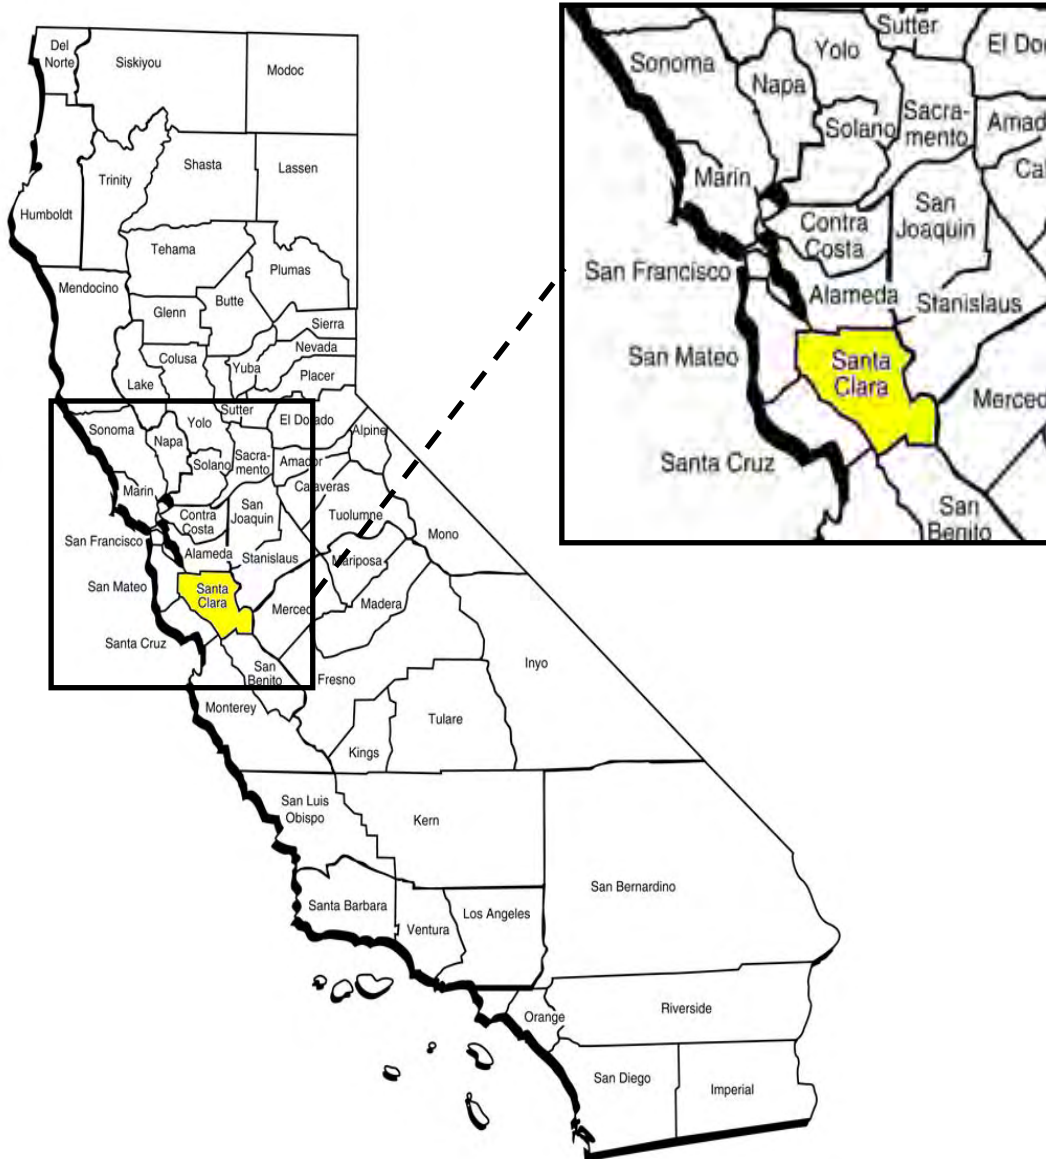 Del
Norte
Siskiyou
Modoc
Shasta
Lassen
Trinity
Humboldt
Tehama
Plumas
Mendocino
Butte
Glenn
Sierra
Colusa
Nevada
Yuba
Placer
Lake
Sutter
El Dorado
Yolo
Sonoma
Napa
Alpine
Sacra-
mento
Solano
Amador
Calaveras
Marin
San
Joaquin
Contra
Costa
Tuolumne
San Francisco
Mono
Alameda
Stanislaus
Mariposa
San Mateo
Santa
Clara
Merced
Madera
Santa Cruz
Inyo
San
Benito
Fresno
Monterey
Tulare
Kings
San Luis
Obispo
Kern
San Bernardino
Santa Barbara
Los Angeles
Ventura
Riverside
Orange
San Diego
Imperial
Sutter
El Do
Yolo
Sonoma
Napa
Sacra-
mento
Solano
Amad
Cal
Marin
San
Joaquin
Contra
Costa
San Francisco
Alameda
Stanislaus
San Mateo
Santa
Clara
Merced
Santa Cruz
San
Benito